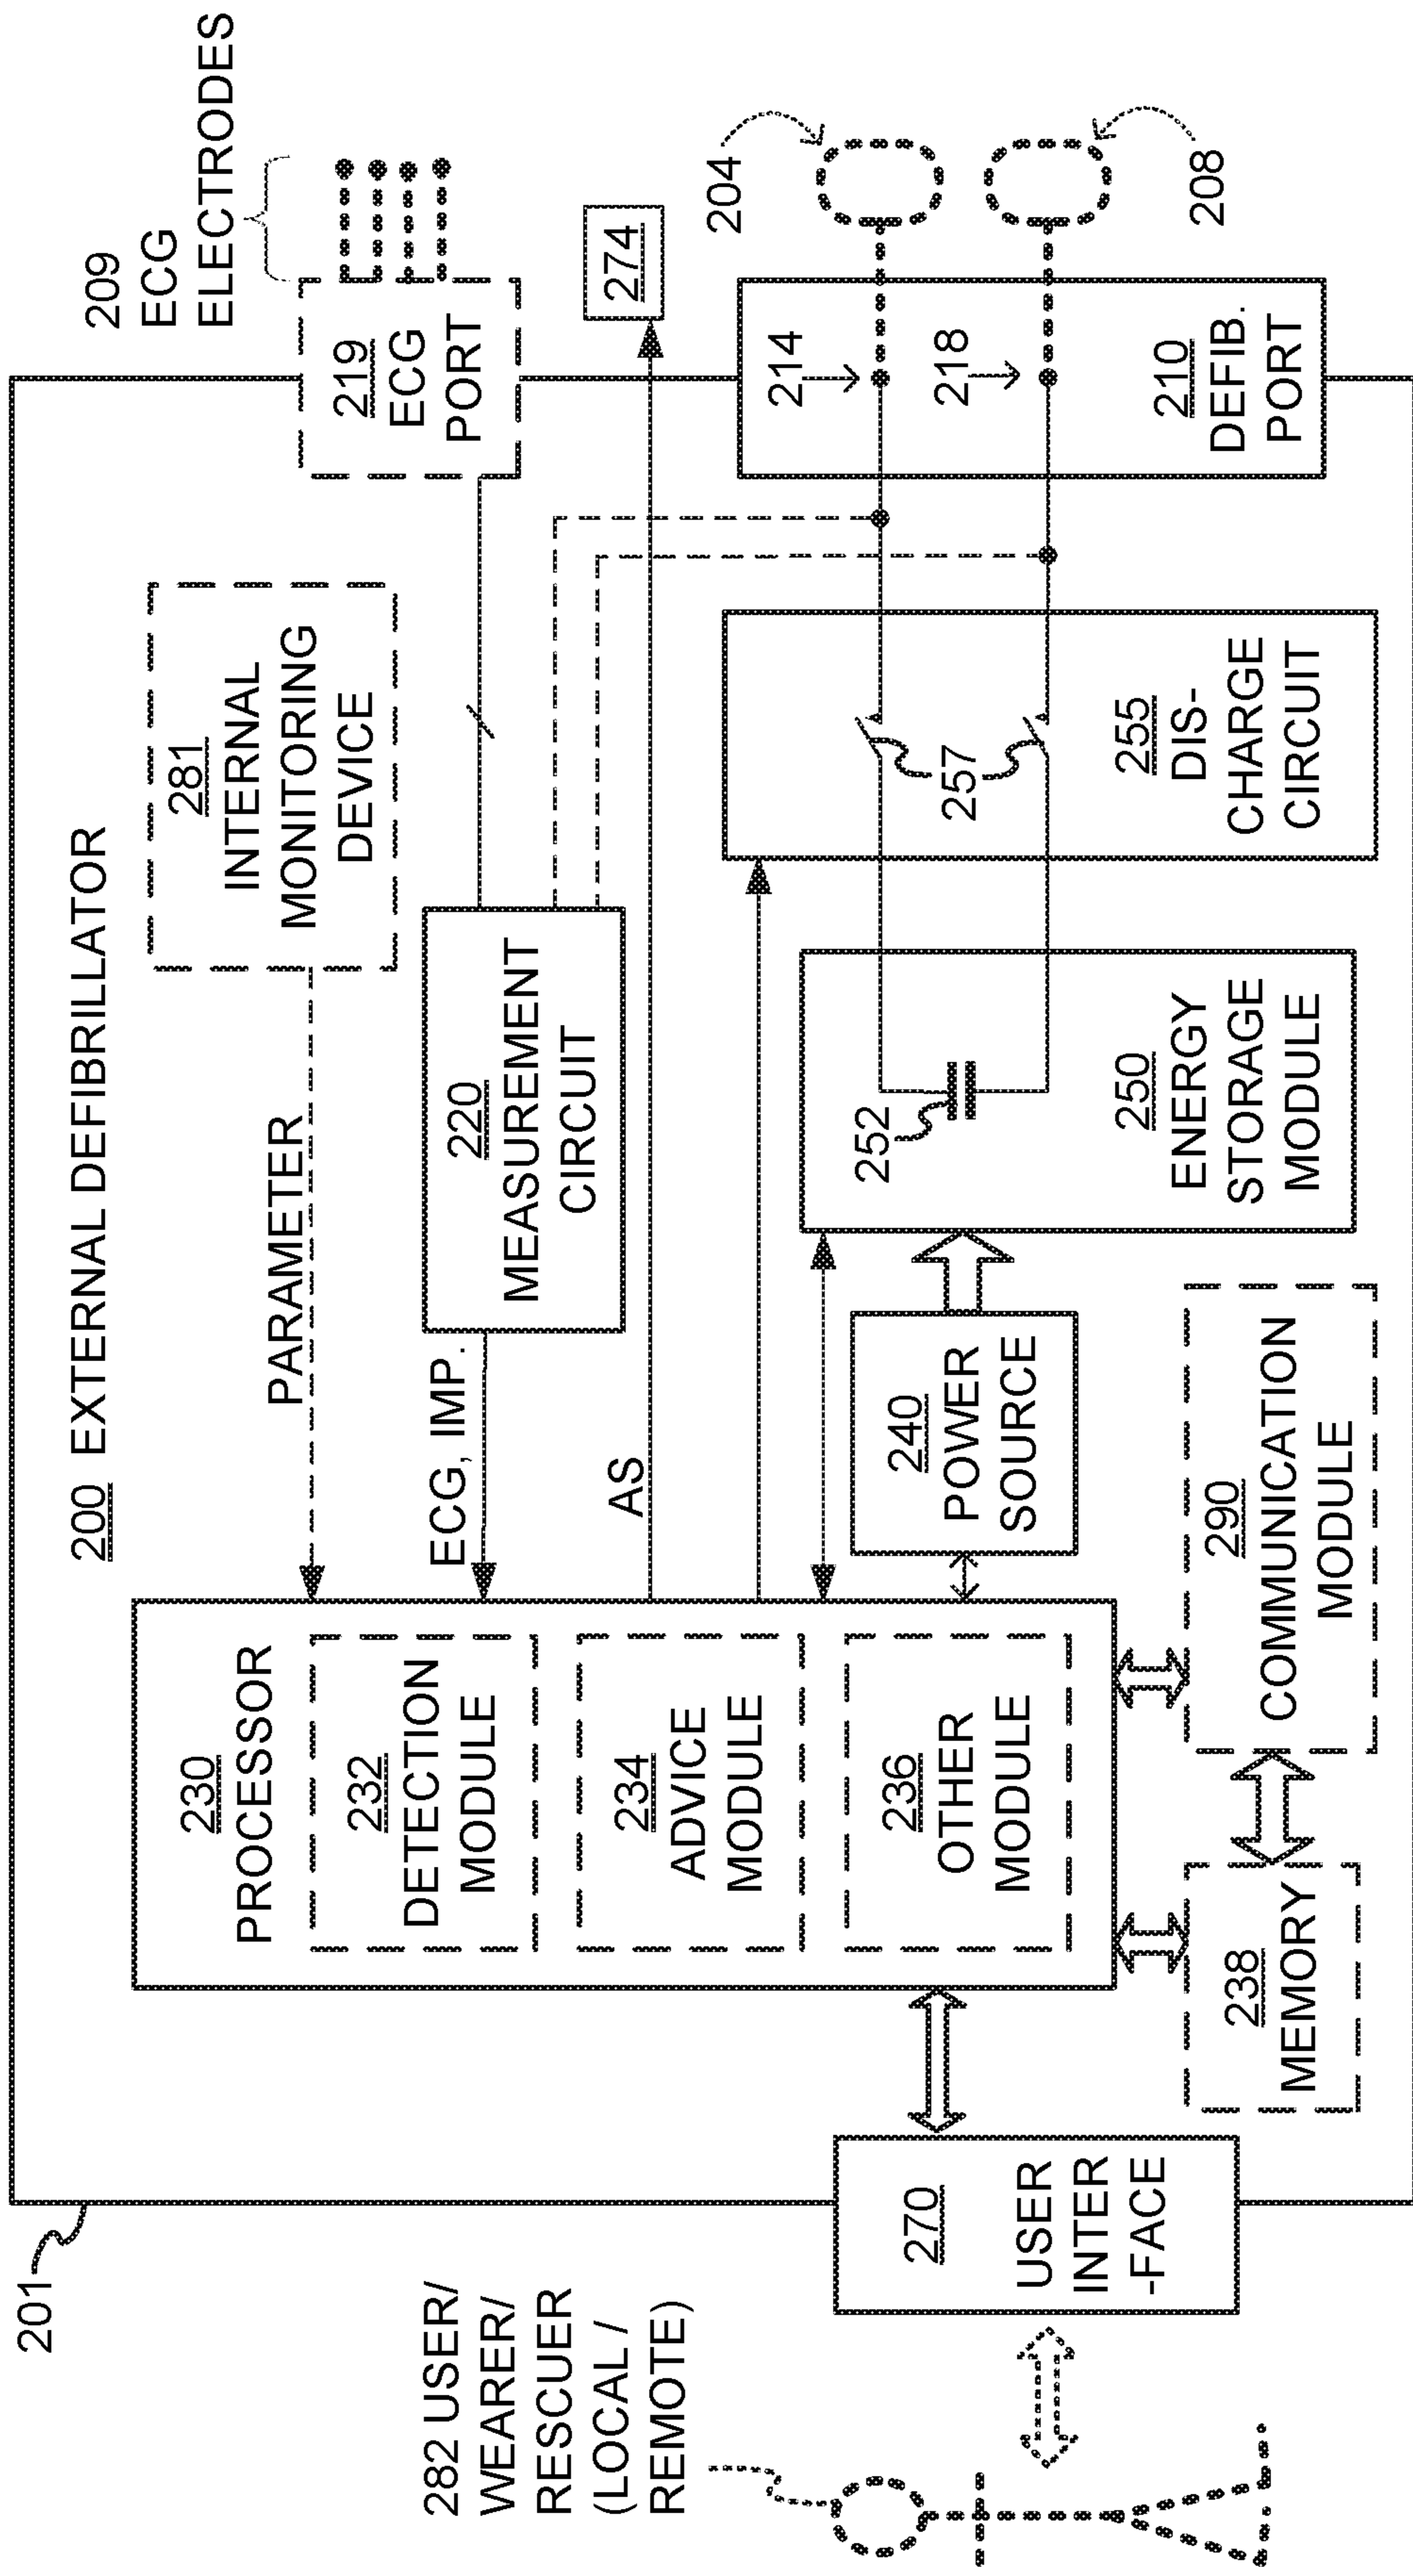 201
200 EXTERNAL DEFIBRILLATOR
209
ECG
ELECTRODES
282 USER/
WEARER/
RESCUER
(LOCAL /
REMOTE)
230
PROCESSOR
232
DETECTION
MODULE
234
ADVICE
MODULE
236
OTHER
MODULE
PARAMETER
281
INTERNAL
MONITORING
DEVICE
219
ECG
PORT
ECG, IMP.
220
MEASUREMENT
CIRCUIT
AS
274
204
208
214
218
210
DEFIB.
PORT
257
255
DIS-
CHARGE
CIRCUIT
252
250
ENERGY
STORAGE
MODULE
240
POWER
SOURCE
270
USER
INTER
-FACE
238
MEMORY
290
COMMUNICATION
MODULE